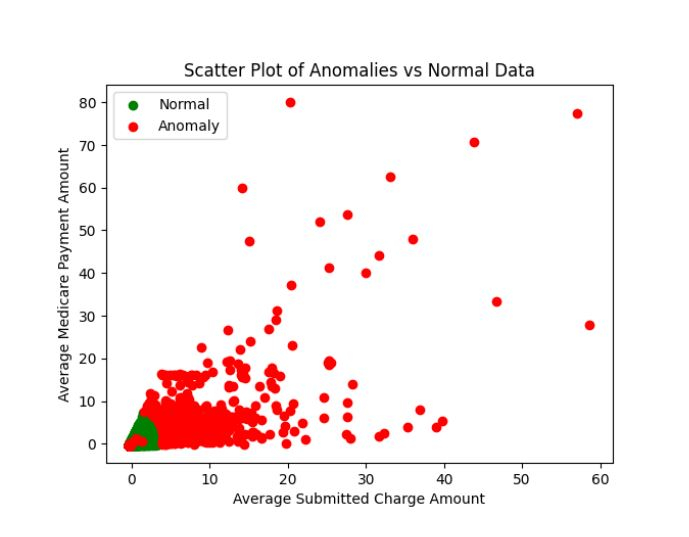 Scatter Plot of Anomalies vs Normal Data
Normal
Anomaly
80
70
60
50
40
30
20
10
0
Average Medicare Payment Amount
0 10 20 30 40 50 60
Average Submitted Charge Amount